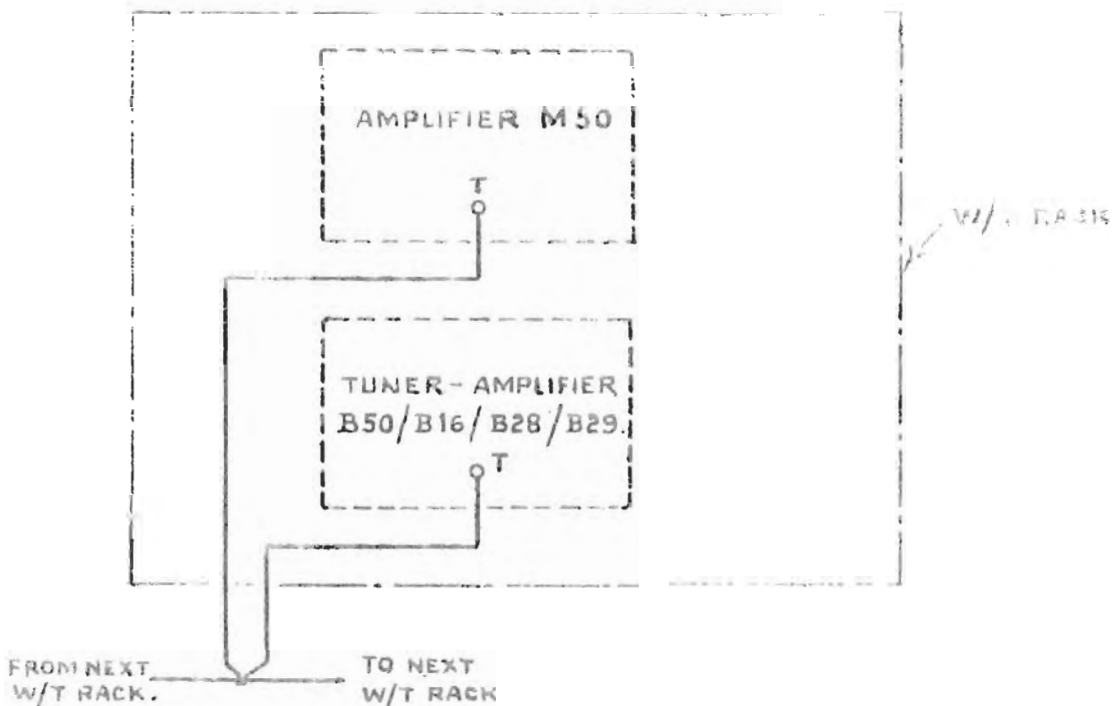 AMPLIFIER M50
T
W/
TUNER-AMPLIFIER
B50/B16/B28/B29.
T
FROM NEXT
W/T RACK.
TO NEXT
W/T RACK